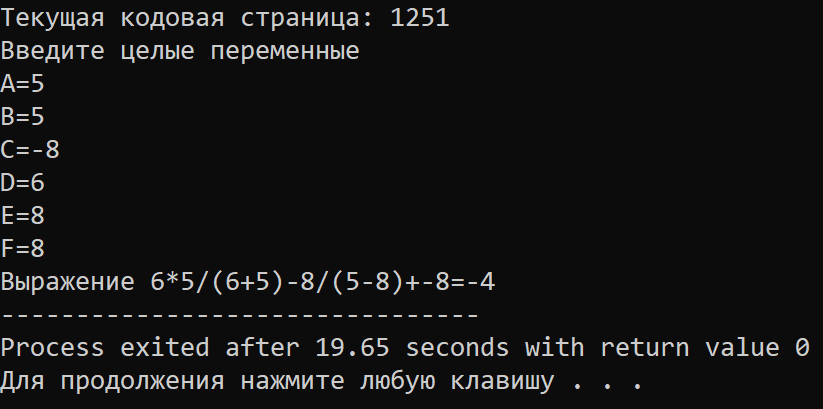 Текущая кодовая страница: 1251
Введите целые переменные
A=5
B=5
C=-8
D=6
E=8
F=8
Выражение 6*5/(6+5)-8/(5-8)+-8=-4
--------------------------------
Process exited after 19.65 seconds with return value 0
Для продолжения нажмите любую клавишу . . .